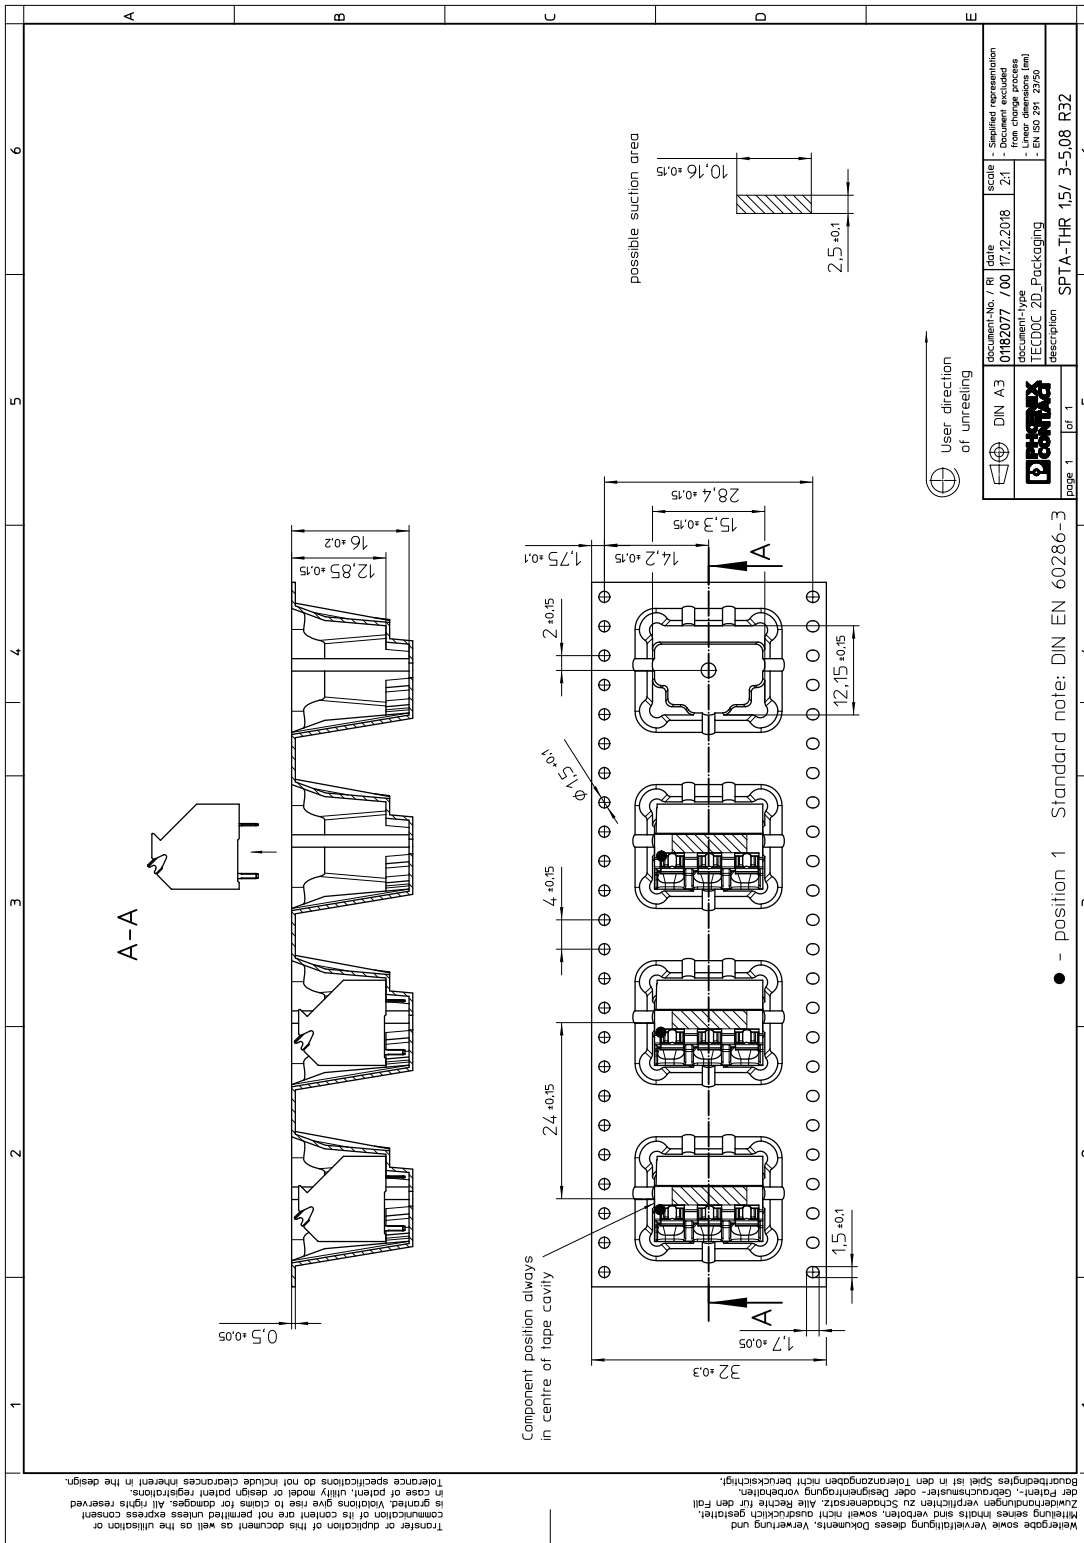 1
2
3
4
5
6
A
B
C
D
E
A-A
0,5 ±0,05
12,85 ±0,15
16 ±0,2
Component position always
in centre of tape cavity
24 ±0,15
4 ±0,15
Ø1,5 +0,1
2 ±0,15
1,75 ±0,1
14,2 ±0,15
15,3 ±0,15
28,4 ±0,15
A
A
12,15 ±0,15
1,5 ±0,1
1,7 ±0,05
32 ±0,3
possible suction area
10,16 ±0,15
2,5 ±0,1
User direction
of unreeling
● - position 1 Standard note: DIN EN 60286-3
DIN A3
PHOENIX
CONTACT
page 1 of 1
document-No. / RI
01182077 / 00
date
17.12.2018
scale
2:1
- Simplified representation
- Document excluded
from change process
- Linear dimensions [mm]
- EN ISO 291 23/50
document-type
TECDOC 2D_Packaging
description
SPTA-THR 1,5/ 3-5,08 R32
Transfer or duplication of this document as well as the utilisation or
communication of its content are not permitted unless express consent
is granted. Violations give rise to claims for damages. All rights reserved
in case of patent, utility model or design patent registrations.
Tolerance specifications do not include clearances inherent in the design.
Weitergabe sowie Vervielfältigung dieses Dokuments, Verwertung und
Mitteilung seines Inhalts sind verboten, soweit nicht ausdrücklich gestattet.
Zuwiderhandlungen verpflichten zu Schadenersatz. Alle Rechte für den Fall
der Patent-, Gebrauchsmuster- oder Designeintragung vorbehalten.
Bauartbedingtes Spiel ist in den Toleranzangaben nicht berücksichtigt.